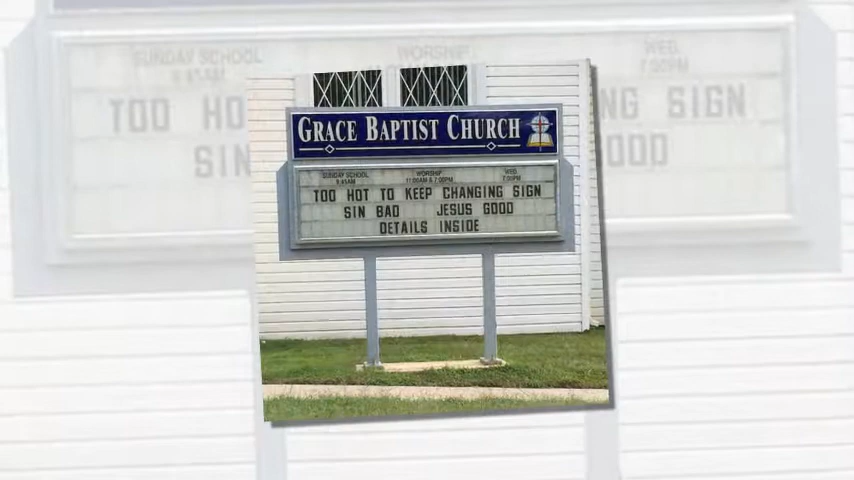 GRACE BAPTIST CHURCH
SUNDAY SCHOOL WORSHIP WED.
9:45AM 11:00AM & 7:00PM 7:00PM
TOO HOT TO KEEP CHANGING SIGN
SIN BAD JESUS GOOD
DETAILS INSIDE